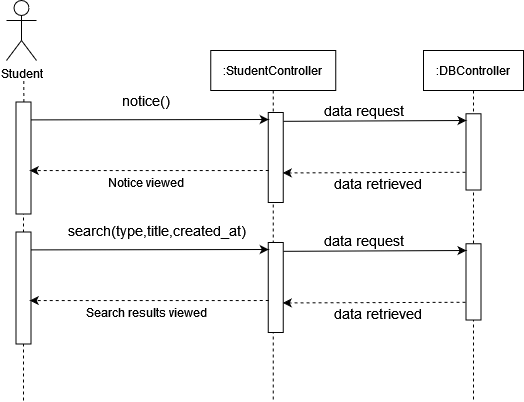 Student
:StudentController
:DBController
notice()
data request
Notice viewed
data retrieved
search(type,title,created_at)
data request
Search results viewed
data retrieved